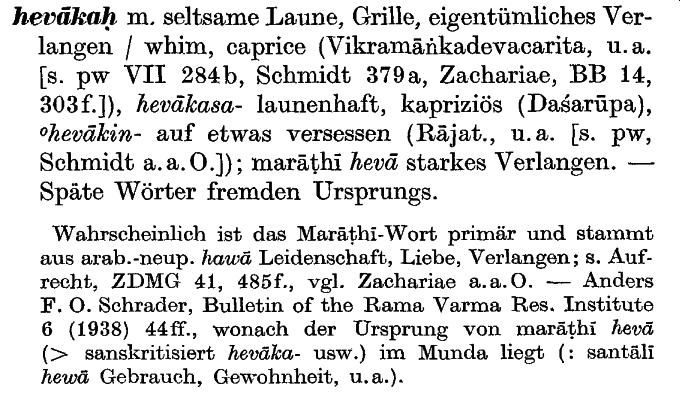 hevākaḥ m. seltsame Laune, Grille, eigentümliches Ver-
langen / whim, caprice (Vikramāṅkadevacarita, u. a.
[s. pw VII 284b, Schmidt 379a, Zachariae, BB 14,
303f.]), hevākasa- launenhaft, kapriziös (Daśarūpa),
°hevākin- auf etwas versessen (Rājat., u. a. [s. pw,
Schmidt a. a. O.]); marāṭhī hevā starkes Verlangen. —
Späte Wörter fremden Ursprungs.
Wahrscheinlich ist das Marāṭhī-Wort primär und stammt
aus arab.-neup. hawā Leidenschaft, Liebe, Verlangen; s. Auf-
recht, ZDMG 41, 485f., vgl. Zachariae a. a. O. — Anders
F. O. Schrader, Bulletin of the Rama Varma Res. Institute
6 (1938) 44ff., wonach der Ursprung von marāṭhī hevā
(> sanskritisiert hevāka- usw.) im Munda liegt (: santālī
hewā Gebrauch, Gewohnheit, u. a.).